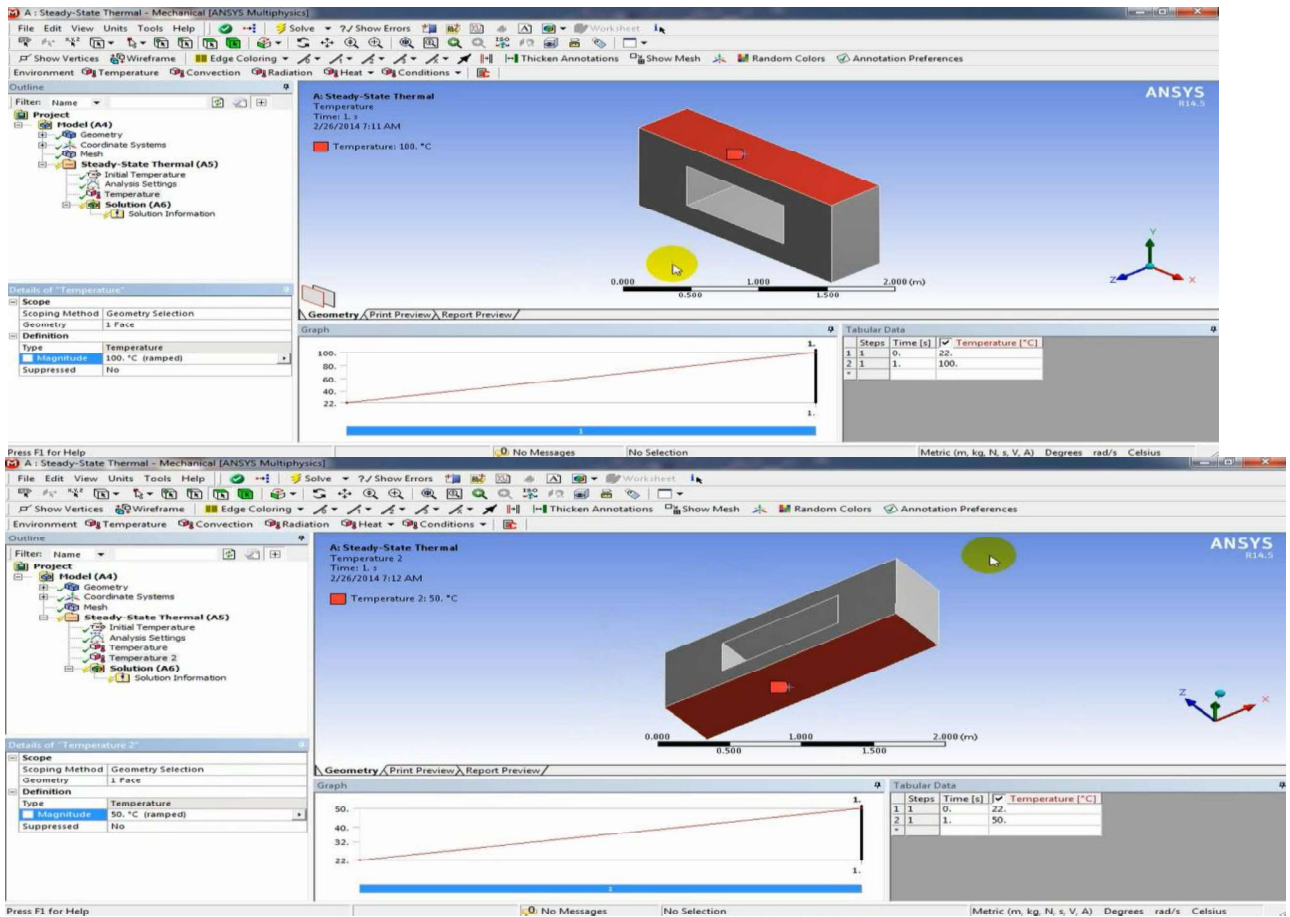 A : Steady-State Thermal - Mechanical [ANSYS Multiphysics]
File Edit View Units Tools Help Solve ?/ Show Errors Worksheet
Show Vertices Wireframe Edge Coloring Thicken Annotations Show Mesh Random Colors Annotation Preferences
Environment Temperature Convection Radiation Heat Conditions
Outline
Filter: Name
Project
Model (A4)
Geometry
Coordinate Systems
Mesh
Steady-State Thermal (A5)
Initial Temperature
Analysis Settings
Temperature
Solution (A6)
Solution Information
A: Steady-State Thermal
Temperature
Time: 1. s
2/26/2014 7:11 AM
Temperature: 100. °C
ANSYS
R14.5
0.000 1.000 2.000 (m)
0.500 1.500
Y
Z X
Details of "Temperature"
Scope
Scoping Method Geometry Selection
Geometry 1 Face
Definition
Type Temperature
Magnitude 100. °C (ramped)
Suppressed No
Geometry Print Preview Report Preview
Graph
100.
80.
60.
40.
22.
1.
1.
1
Tabular Data
Steps Time [s] Temperature [°C]
1 1 0. 22.
2 1 1. 100.
*
Press F1 for Help 0 No Messages No Selection Metric (m, kg, N, s, V, A) Degrees rad/s Celsius
A : Steady-State Thermal - Mechanical [ANSYS Multiphysics]
File Edit View Units Tools Help Solve ?/ Show Errors Worksheet
Show Vertices Wireframe Edge Coloring Thicken Annotations Show Mesh Random Colors Annotation Preferences
Environment Temperature Convection Radiation Heat Conditions
Outline
Filter: Name
Project
Model (A4)
Geometry
Coordinate Systems
Mesh
Steady-State Thermal (A5)
Initial Temperature
Analysis Settings
Temperature
Temperature 2
Solution (A6)
Solution Information
A: Steady-State Thermal
Temperature 2
Time: 1. s
2/26/2014 7:12 AM
Temperature 2: 50. °C
ANSYS
R14.5
0.000 1.000 2.000 (m)
0.500 1.500
Z X
Details of "Temperature 2"
Scope
Scoping Method Geometry Selection
Geometry 1 Face
Definition
Type Temperature
Magnitude 50. °C (ramped)
Suppressed No
Geometry Print Preview Report Preview
Graph
50.
40.
32.
22.
1.
1.
1
Tabular Data
Steps Time [s] Temperature [°C]
1 1 0. 22.
2 1 1. 50.
*
Press F1 for Help 0 No Messages No Selection Metric (m, kg, N, s, V, A) Degrees rad/s Celsius